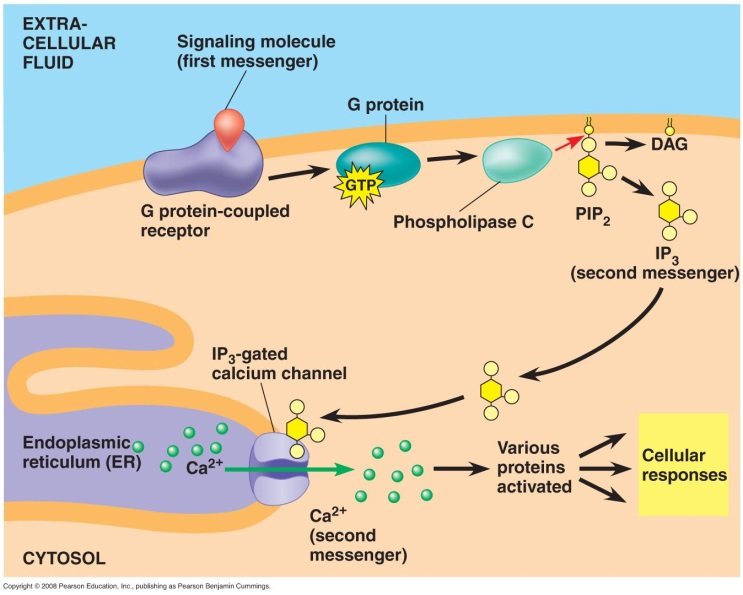 EXTRA-
CELLULAR
FLUID
Signaling molecule
(first messenger)
G protein
GTP
G protein-coupled
receptor
Phospholipase C
PIP₂
DAG
IP₃
(second messenger)
IP₃-gated
calcium channel
Endoplasmic
reticulum (ER)
Ca²⁺
Ca²⁺
(second
messenger)
Various
proteins
activated
Cellular
responses
CYTOSOL
Copyright © 2008 Pearson Education, Inc., publishing as Pearson Benjamin Cummings.